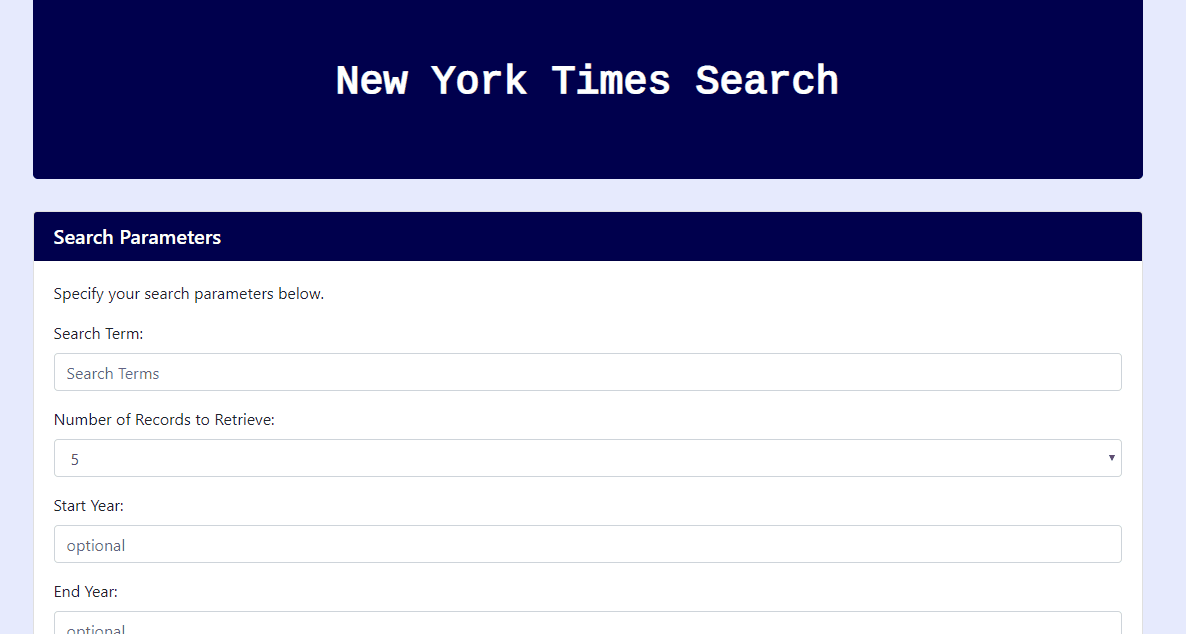 New York Times Search
Search Parameters
Specify your search parameters below.
Search Term:
Search Terms
Number of Records to Retrieve:
5
Start Year:
optional
End Year:
optional